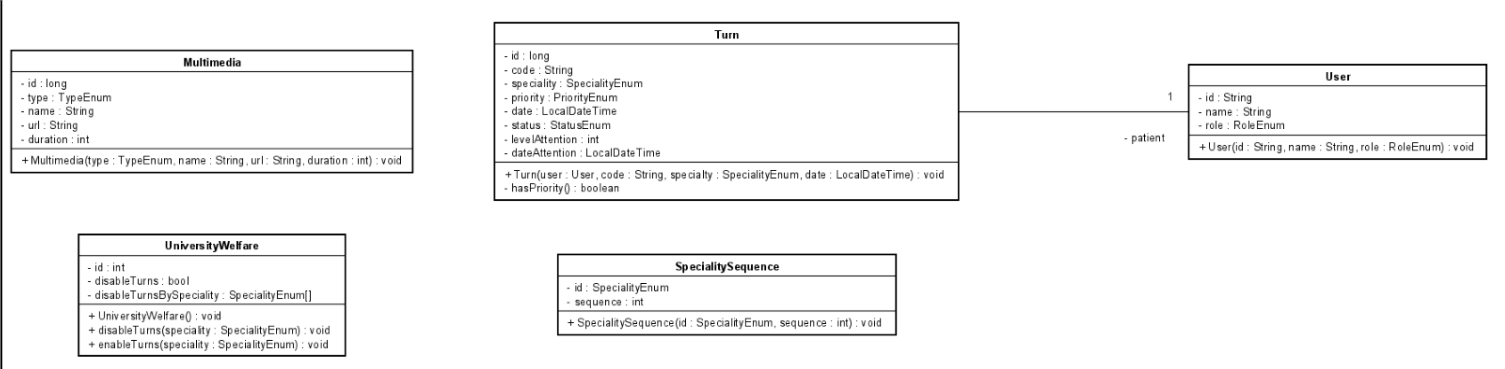 Multimedia
- id : long
- type : TypeEnum
- name : String
- url : String
- duration : int
+ Multimedia(type : TypeEnum, name : String, url : String, duration : int) : void
Turn
- id : long
- code : String
- speciality : SpecialityEnum
- priority : PriorityEnum
- date : LocalDateTime
- status : StatusEnum
- levelAttention : int
- dateAttention : LocalDateTime
+ Turn(user : User, code : String, specialty : SpecialityEnum, date : LocalDateTime) : void
- hasPriority() : boolean
1
- patient
User
- id : String
- name : String
- role : RoleEnum
+ User(id : String, name : String, role : RoleEnum) : void
UniversityWelfare
- id : int
- disableTurns : bool
- disableTurnsBySpeciality : SpecialityEnum[]
+ UniversityWelfare() : void
+ disableTurns(speciality : SpecialityEnum) : void
+ enableTurns(speciality : SpecialityEnum) : void
SpecialitySequence
- id : SpecialityEnum
- sequence : int
+ SpecialitySequence(id : SpecialityEnum, sequence : int) : void